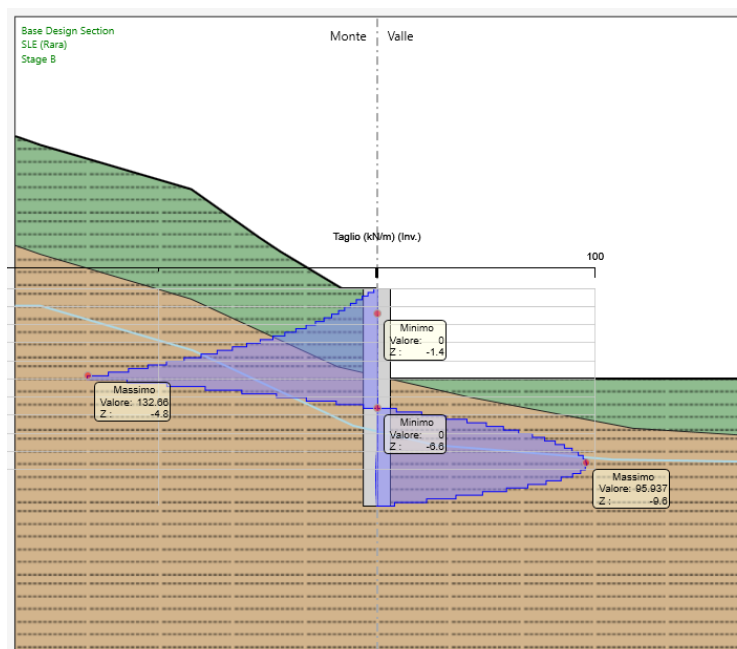 Base Design Section
SLE (Rara)
Stage B
Monte
Valle
Taglio (kN/m) (Inv.)
100
Minimo
Valore: 0
Z : -1.4
Massimo
Valore: 132.66
Z : -4.8
Minimo
Valore: 0
Z : -6.6
Massimo
Valore: 95.937
Z : -9.6